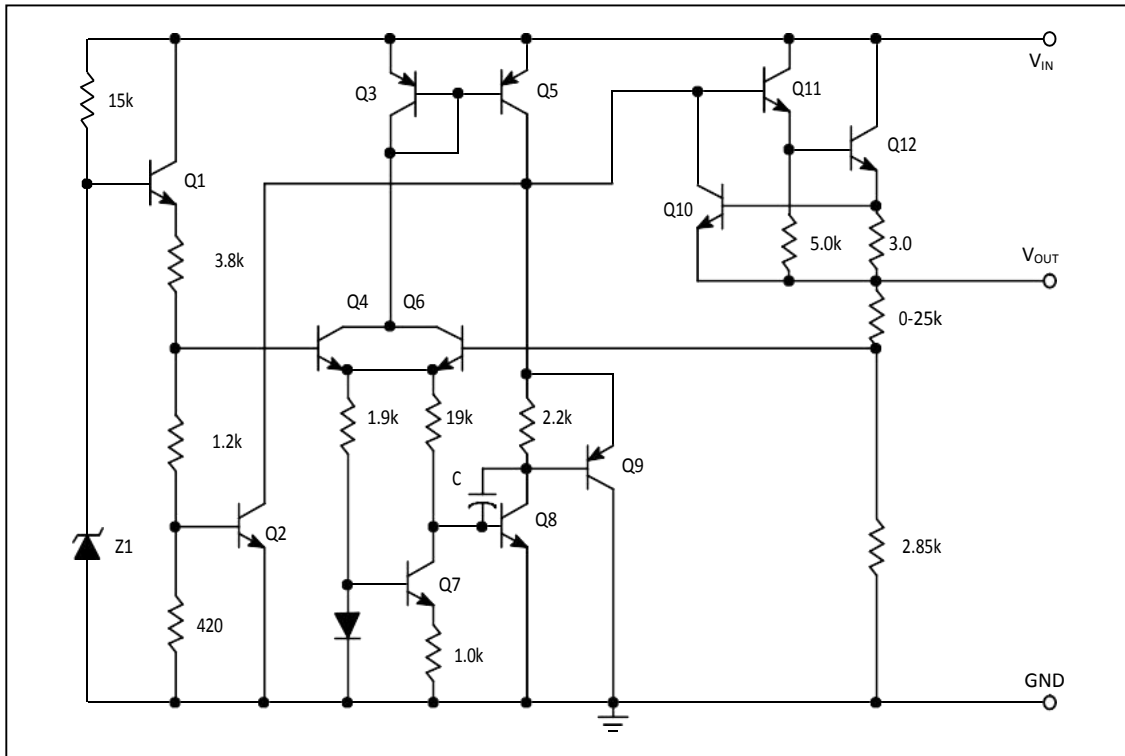 V_IN
Q3
Q5
Q11
15k
Q12
Q1
Q10
3.8k
5.0k
3.0
V_OUT
Q4
Q6
0-25k
1.2k
1.9k
19k
2.2k
C
Q9
Q2
Q8
Z1
2.85k
Q7
420
1.0k
GND